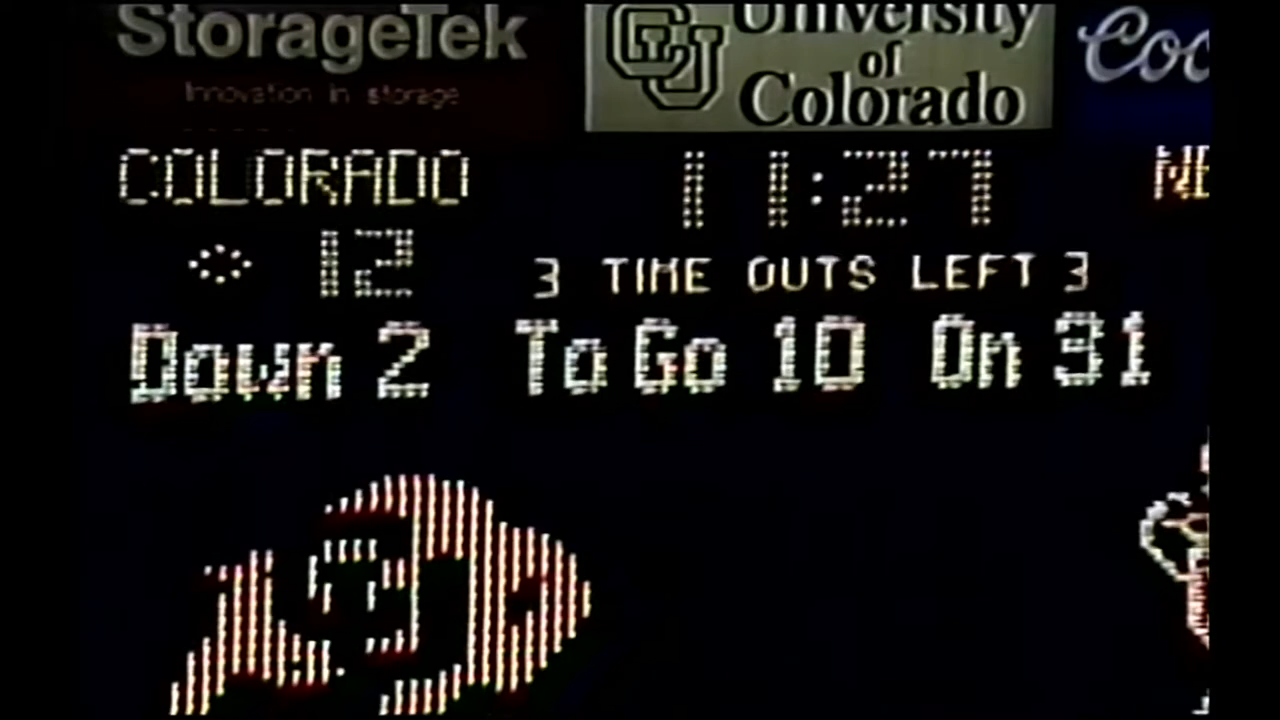 StorageTek
Innovation in storage
CU
University
of
Colorado
COLORADO
11:27
12
3 TIME OUTS LEFT 3
Down 2 To Go 10 On 31